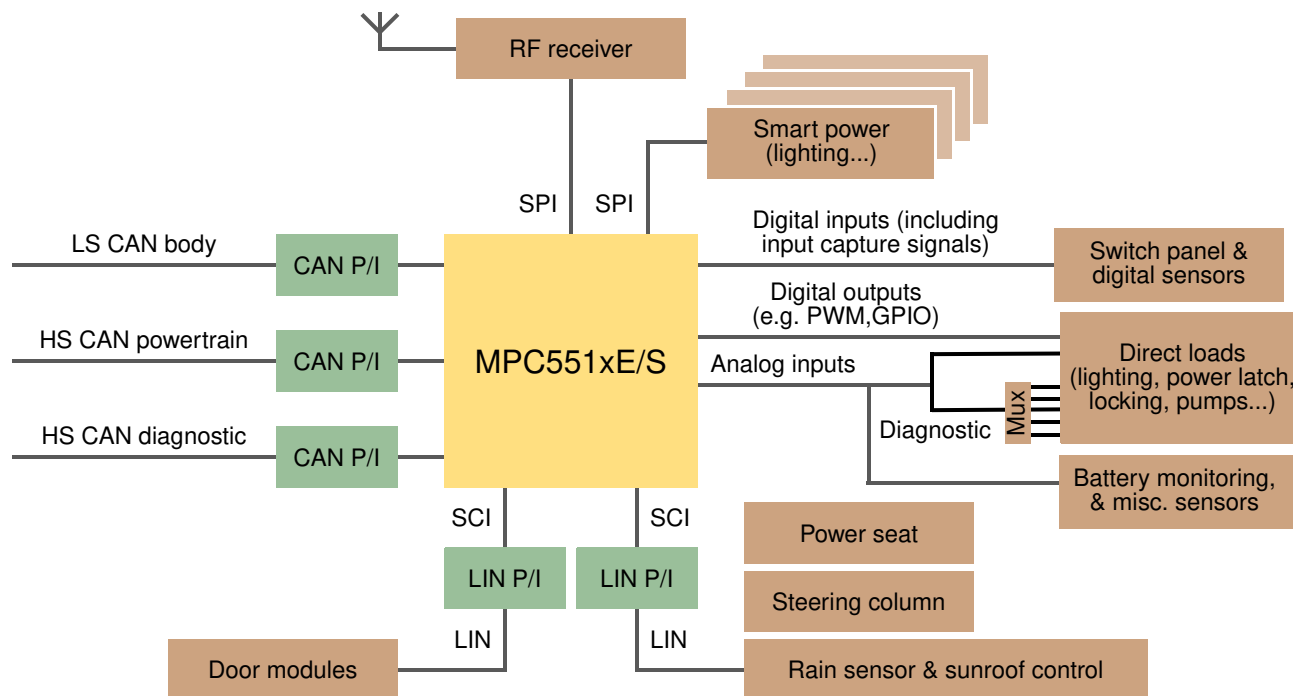 RF receiver
Smart power
(lighting...)
SPI
SPI
LS CAN body
CAN P/I
HS CAN powertrain
CAN P/I
HS CAN diagnostic
CAN P/I
MPC551xE/S
Digital inputs (including
input capture signals)
Switch panel &
digital sensors
Digital outputs
(e.g. PWM,GPIO)
Analog inputs
Direct loads
(lighting, power latch,
locking, pumps...)
Mux
Diagnostic
Battery monitoring,
& misc. sensors
SCI
SCI
LIN P/I
LIN P/I
LIN
LIN
Power seat
Steering column
Door modules
Rain sensor & sunroof control